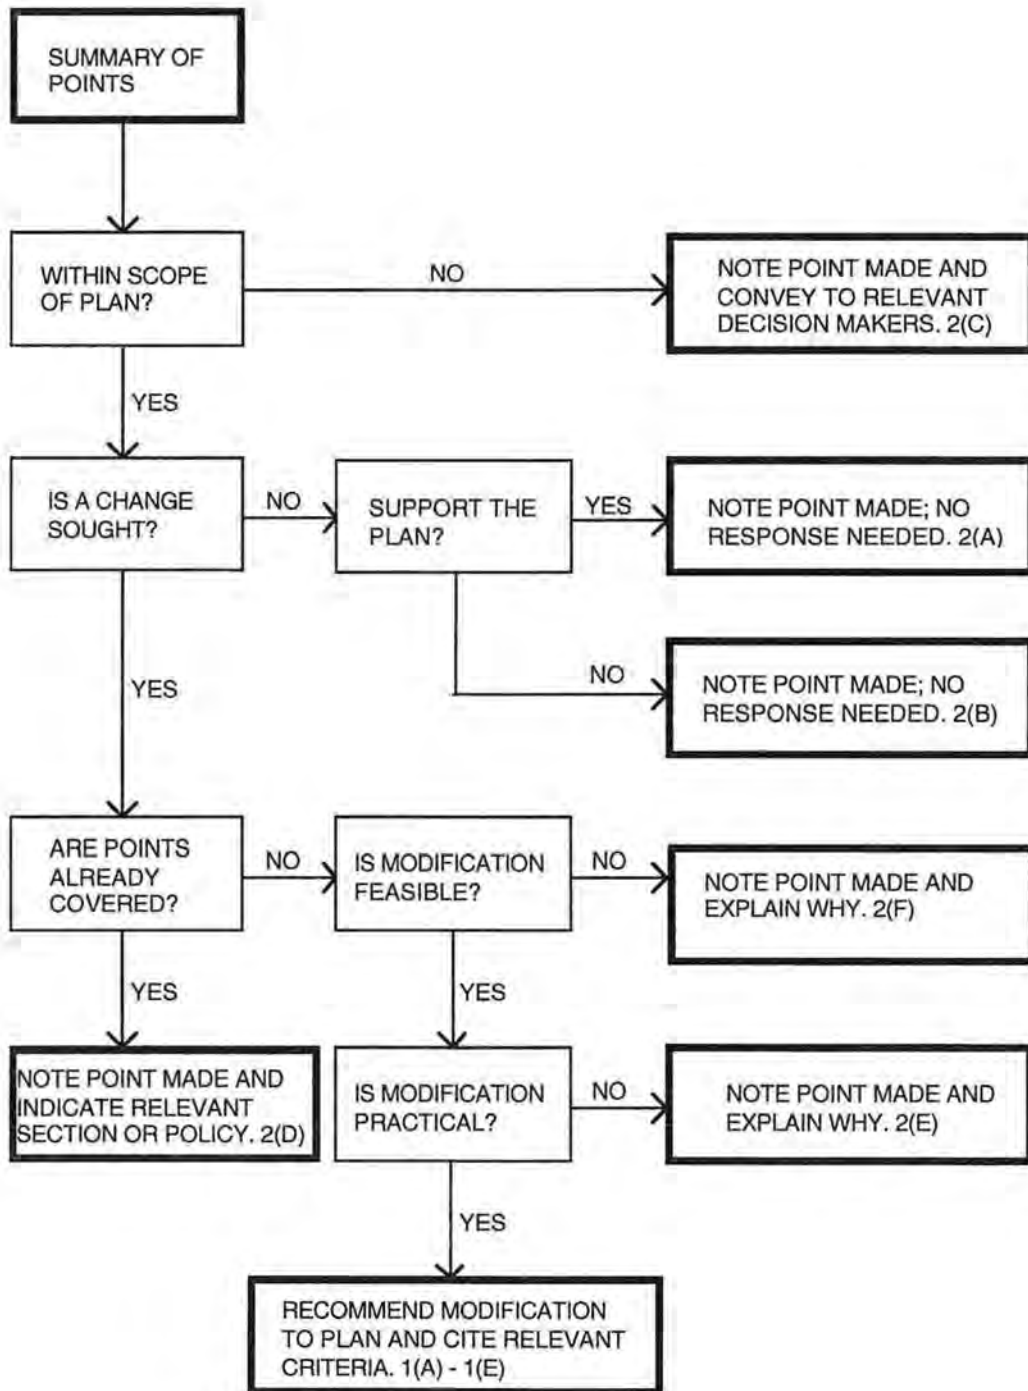 SUMMARY OF
POINTS
WITHIN SCOPE
OF PLAN?
NO
NOTE POINT MADE AND
CONVEY TO RELEVANT
DECISION MAKERS. 2(C)
YES
IS A CHANGE
SOUGHT?
NO
SUPPORT THE
PLAN?
YES
NOTE POINT MADE; NO
RESPONSE NEEDED. 2(A)
NO
NOTE POINT MADE; NO
RESPONSE NEEDED. 2(B)
YES
ARE POINTS
ALREADY
COVERED?
NO
IS MODIFICATION
FEASIBLE?
NO
NOTE POINT MADE AND
EXPLAIN WHY. 2(F)
YES
NOTE POINT MADE AND
INDICATE RELEVANT
SECTION OR POLICY. 2(D)
YES
IS MODIFICATION
PRACTICAL?
NO
NOTE POINT MADE AND
EXPLAIN WHY. 2(E)
YES
RECOMMEND MODIFICATION
TO PLAN AND CITE RELEVANT
CRITERIA. 1(A) - 1(E)